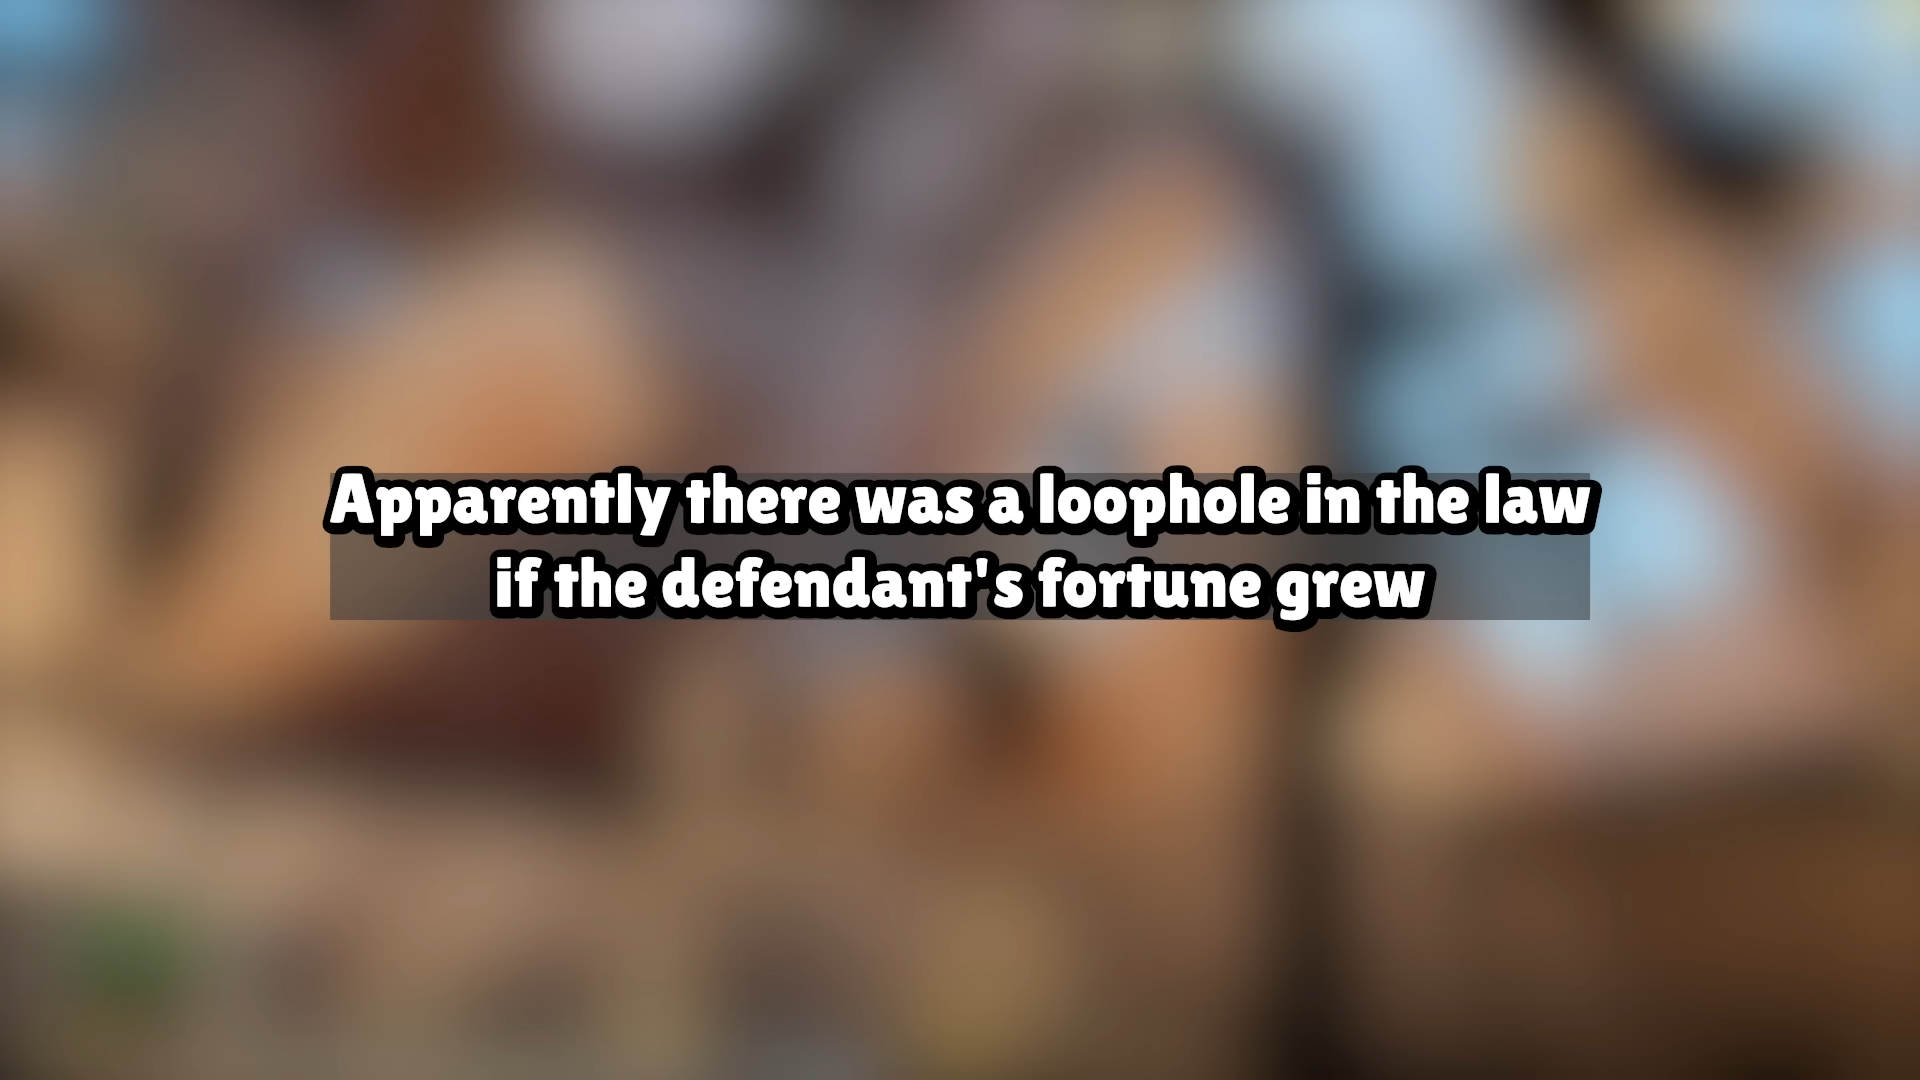 Apparently there was a loophole in the law
if the defendant's fortune grew